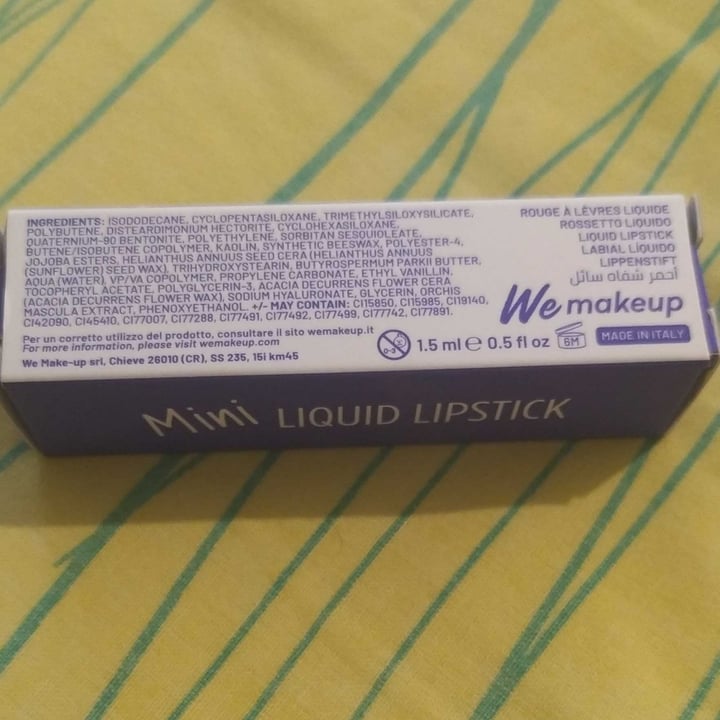 INGREDIENTS: ISODODECANE, CYCLOPENTASILOXANE, TRIMETHYLSILOXYSILICATE,
POLYBUTENE, DISTEARDIMONIUM HECTORITE, CYCLOHEXASILOXANE,
QUATERNIUM-90 BENTONITE, POLYETHYLENE, SORBITAN SESQUIOLEATE,
BUTENE/ISOBUTENE COPOLYMER, KAOLIN, SYNTHETIC BEESWAX, POLYESTER-4,
JOJOBA ESTERS, HELIANTHUS ANNUUS SEED CERA (HELIANTHUS ANNUUS
(SUNFLOWER) SEED WAX), TRIHYDROXYSTEARIN, BUTYROSPERMUM PARKII BUTTER,
AQUA (WATER), VP/VA COPOLYMER, PROPYLENE CARBONATE, ETHYL VANILLIN,
TOCOPHERYL ACETATE, POLYGLYCERIN-3, ACACIA DECURRENS FLOWER CERA
(ACACIA DECURRENS FLOWER WAX), SODIUM HYALURONATE, GLYCERIN, ORCHIS
MASCULA EXTRACT, PHENOXYETHANOL. +/- MAY CONTAIN: CI15850, CI15985, CI19140,
CI42090, CI45410, CI77007, CI77288, CI77491, CI77492, CI77499, CI77742, CI77891.
Per un corretto utilizzo del prodotto, consultare il sito wemakeup.it
For more information, please visit wemakeup.com
We Make-up srl, Chieve 26010 (CR), SS 235, 15i km45
ROUGE À LÈVRES LIQUIDE
ROSSETTO LIQUIDO
LIQUID LIPSTICK
LABIAL LÍQUIDO
LIPPENSTIFT
أحمر شفاه سائل
We makeup
0-3
1.5 ml e 0.5 fl oz
6M
MADE IN ITALY
Mini LIQUID LIPSTICK